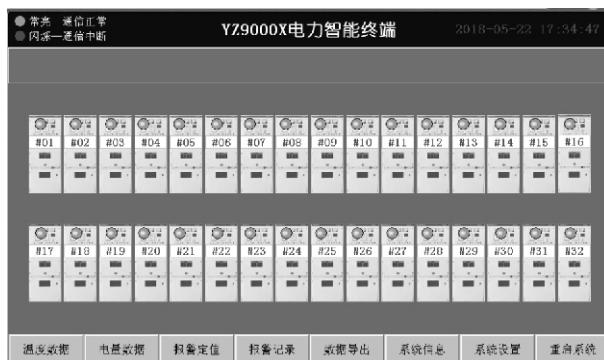 常亮 通信正常
闪烁—通信中断
YZ9000X电力智能终端
2018-05-22 17:34:47
#01 #02 #03 #04 #05 #06 #07 #08 #09 #10 #11 #12 #13 #14 #15 #16
#17 #18 #19 #20 #21 #22 #23 #24 #25 #26 #27 #28 #29 #30 #31 #32
温度数据 电量数据 报警定值 报警记录 数据导出 系统信息 系统设置 重启系统